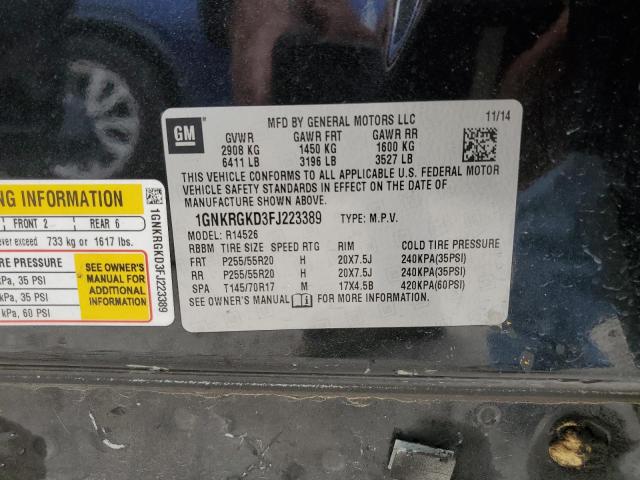 GM
MFD BY GENERAL MOTORS LLC
11/14
GVWR GAWR FRT GAWR RR
2908 KG 1450 KG 1600 KG
6411 LB 3196 LB 3527 LB
THIS VEHICLE CONFORMS TO ALL APPLICABLE U.S. FEDERAL MOTOR
VEHICLE SAFETY STANDARDS IN EFFECT ON THE DATE OF
MANUFACTURE SHOWN ABOVE.
1GNKRGKD3FJ223389 TYPE: M.P.V.
MODEL: R14526
RBBM TIRE SIZE SPEED RTG RIM COLD TIRE PRESSURE
FRT P255/55R20 H 20X7.5J 240KPA(35PSI)
RR P255/55R20 H 20X7.5J 240KPA(35PSI)
SPA T145/70R17 M 17X4.5B 420KPA(60PSI)
SEE OWNER'S MANUAL FOR MORE INFORMATION.
NG INFORMATION
FRONT 2 REAR 6
ever exceed 733 kg or 1617 lbs.
RE PRESSURE
kPa, 35 PSI
kPa, 35 PSI
kPa, 60 PSI
SEE OWNER'S
MANUAL FOR
ADDITIONAL
INFORMATION
1GNKRGKD3FJ223389